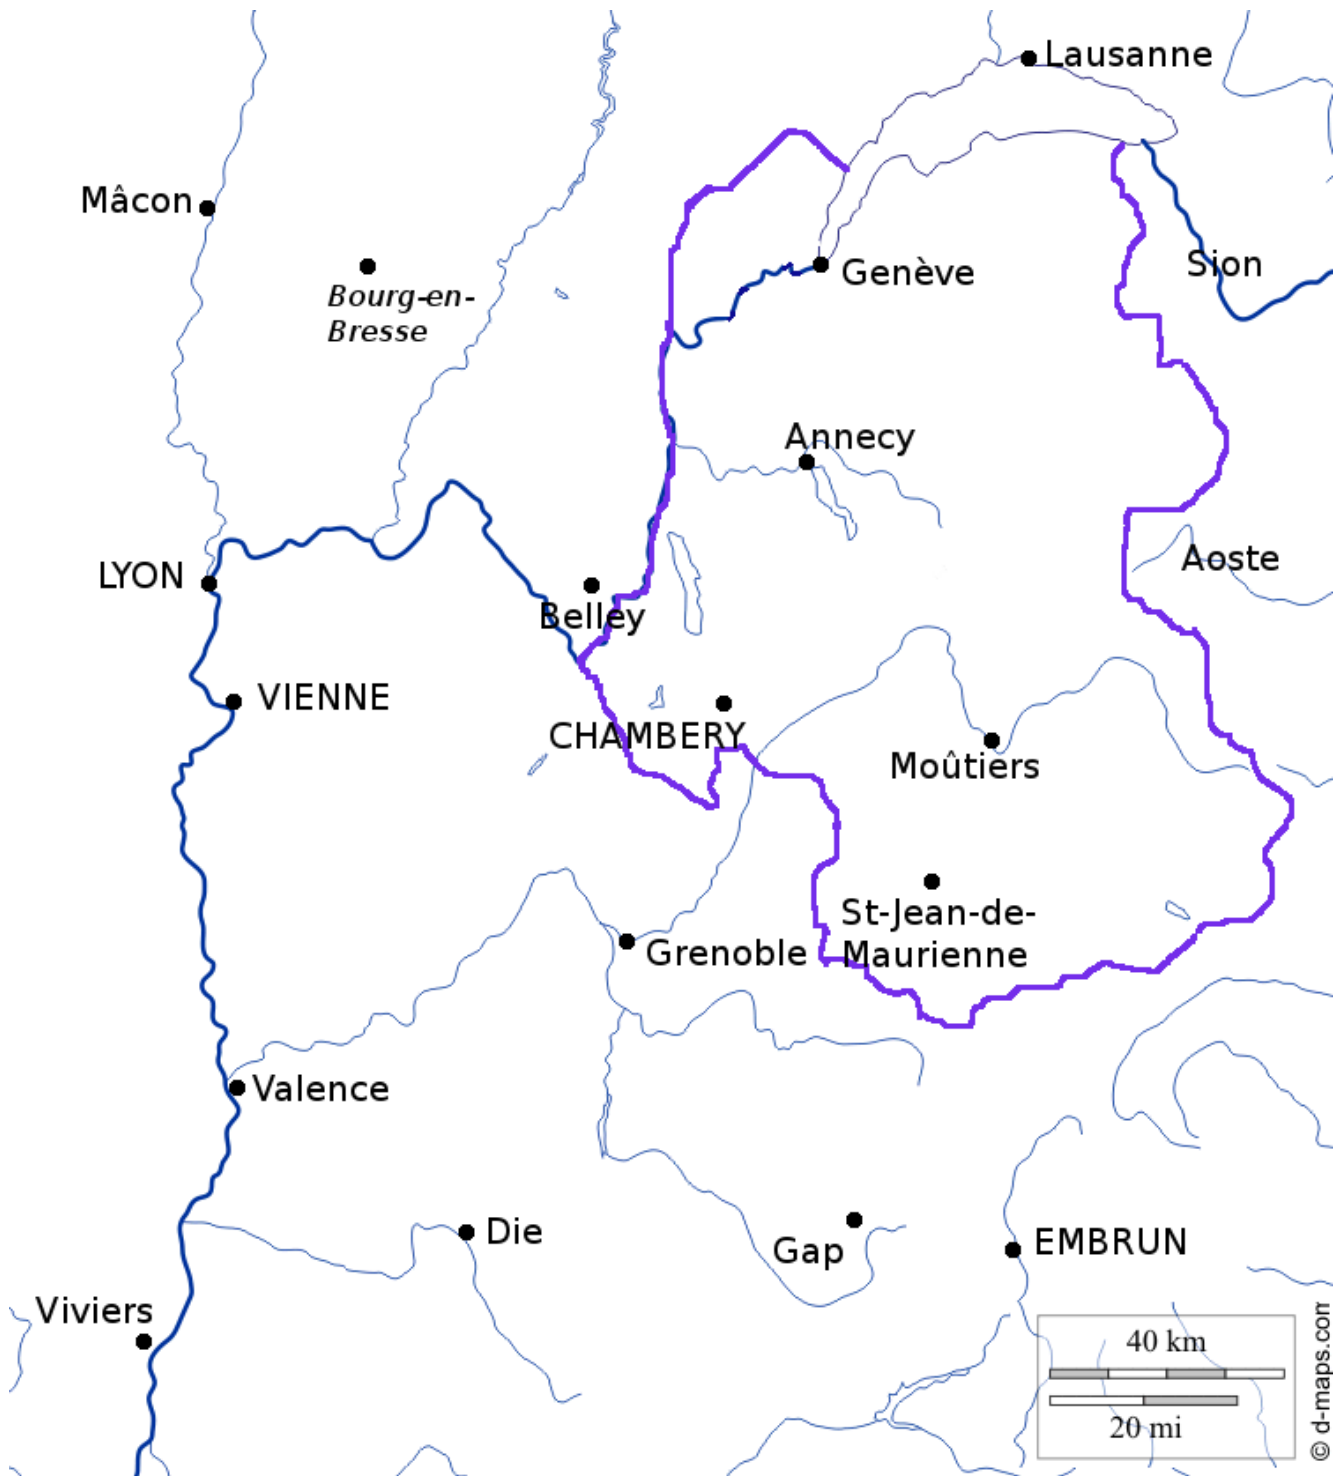 Lausanne
Mâcon
Genève
Sion
Bourg-en-
Bresse
Annecy
Aoste
LYON
Belley
VIENNE
CHAMBERY
Moûtiers
St-Jean-de-
Maurienne
Grenoble
Valence
Die
Gap
EMBRUN
Viviers
40 km
20 mi
© d-maps.com